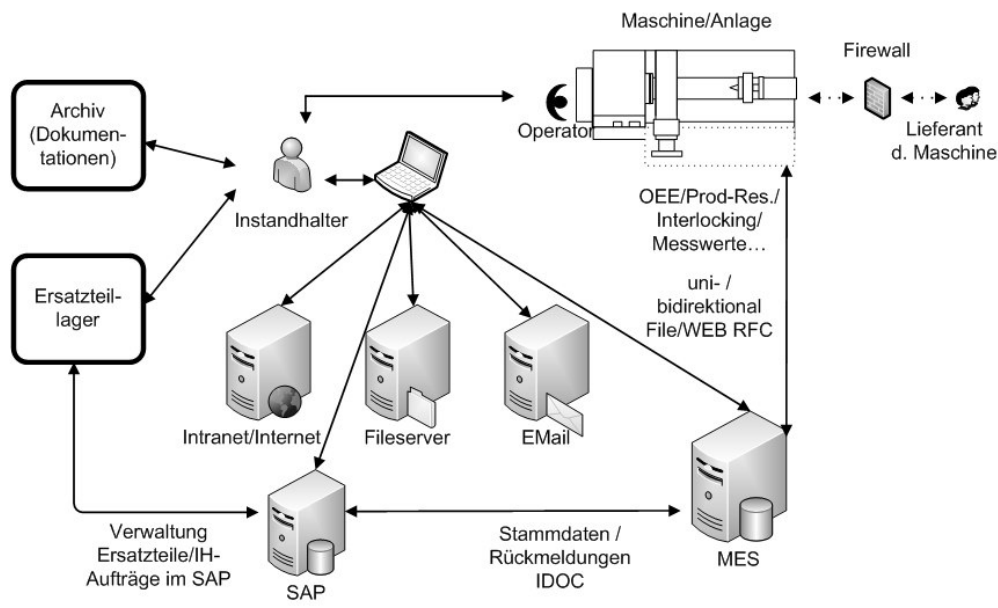 Maschine/Anlage
Firewall
Archiv
(Dokumen-
tationen)
Operator
Lieferant
d. Maschine
Instandhalter
OEE/Prod-Res./
Interlocking/
Messwerte…
Ersatzteil-
lager
uni- /
bidirektional
File/WEB RFC
Intranet/Internet
Fileserver
EMail
Verwaltung
Ersatzteile/IH-
Aufträge im SAP
SAP
Stammdaten /
Rückmeldungen
IDOC
MES